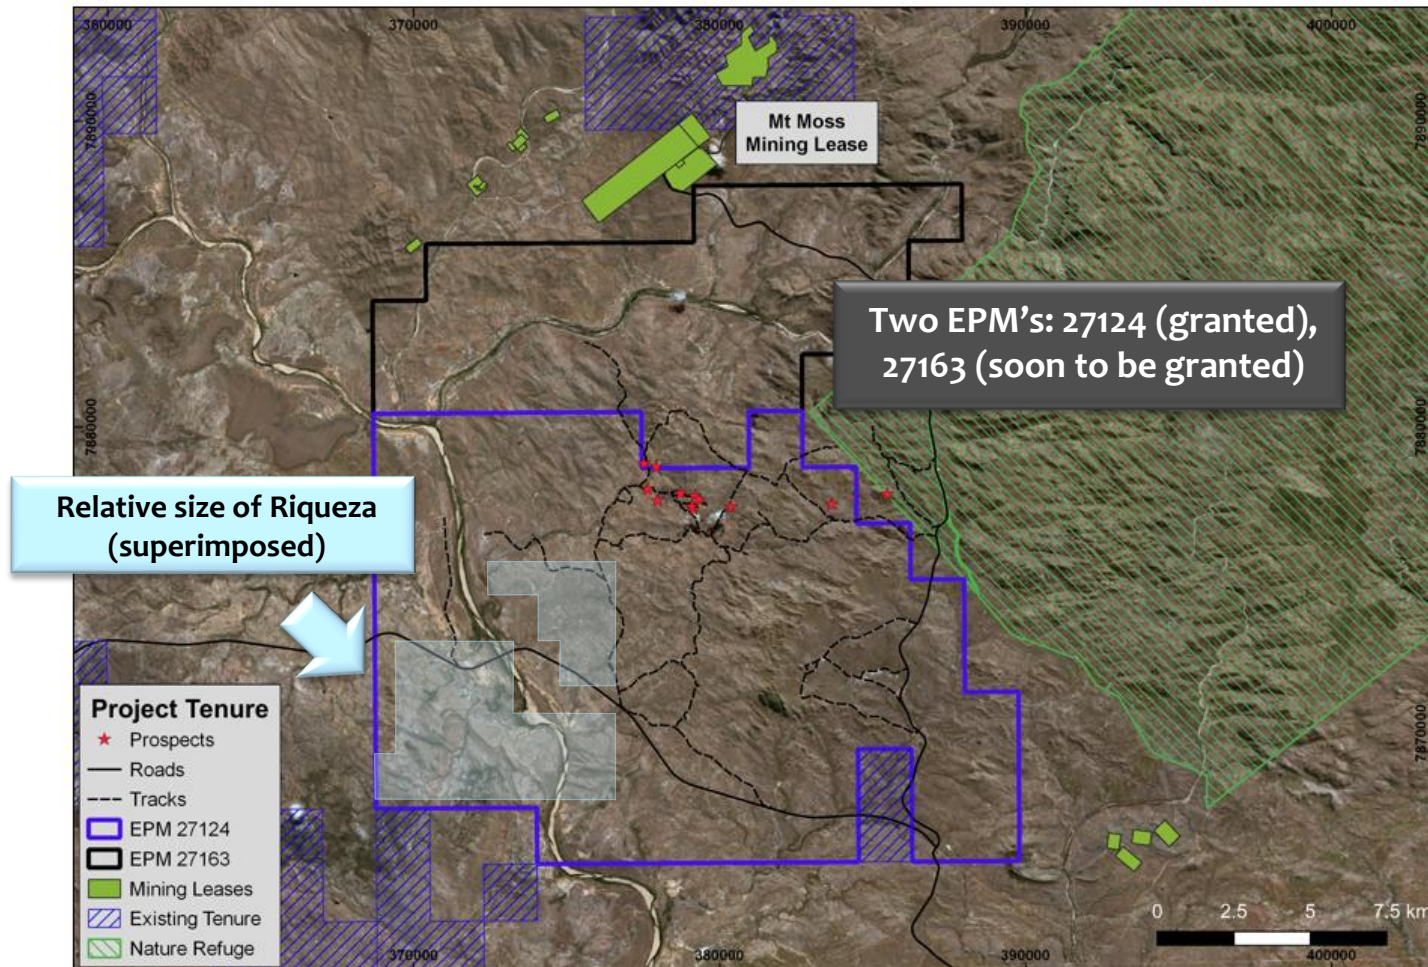 360000
370000
380000
390000
400000
7890000
7890000
Mt Moss
Mining Lease
Two EPM's: 27124 (granted),
27163 (soon to be granted)
7880000
7880000
Relative size of Riqueza
(superimposed)
Project Tenure
Prospects
Roads
Tracks
EPM 27124
EPM 27163
Mining Leases
Existing Tenure
Nature Refuge
7870000
0 2.5 5 7.5 km
370000
380000
390000
400000